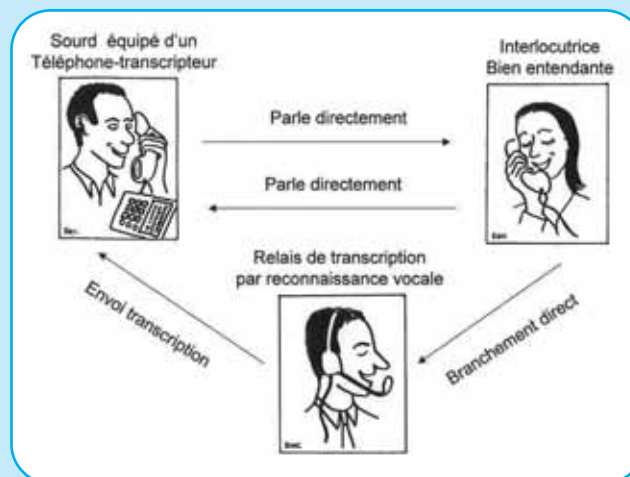 Sourd équipé d'un
Téléphone-transcripteur
Interlocutrice
Bien entendante
Parle directement
Parle directement
Relais de transcription
par reconnaissance vocale
Envoi transcription
Branchement direct